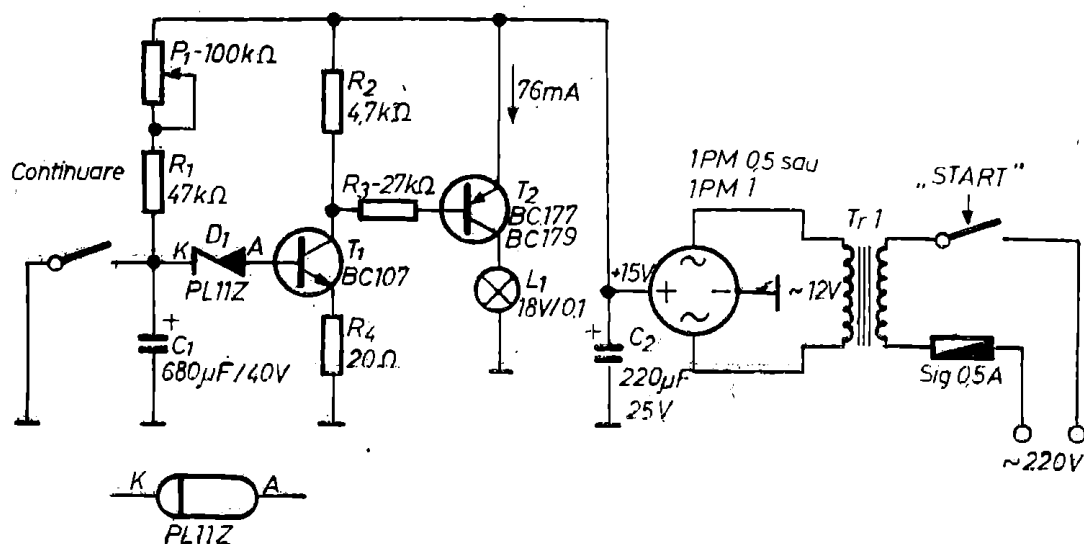 P1-100kΩ
R2
4,7kΩ
76mA
Continuare
R1
47kΩ
R3-27kΩ
T2
BC177
BC179
1PM 0,5 sau
1PM 1
„START”
Tr 1
K
D1
A
PL11Z
T1
BC107
+15V
+
~
-
~
~12V
L1
18V/0,1
+
C1
680µF/40V
R4
20Ω
+
C2
220µF
25V
Sig 0,5A
~220V
K
A
PL11Z